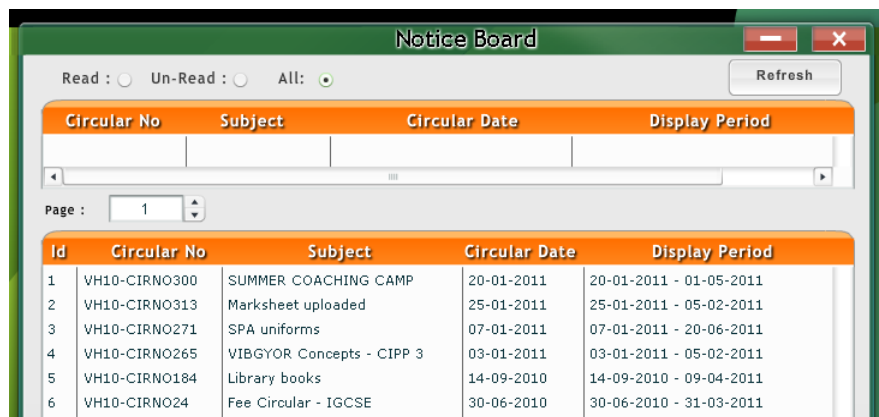 Notice Board
Read : Un-Read : All: Refresh
Circular No Subject Circular Date Display Period
Page : 1
Id Circular No Subject Circular Date Display Period
1 VH10-CIRNO300 SUMMER COACHING CAMP 20-01-2011 20-01-2011 - 01-05-2011
2 VH10-CIRNO313 Marksheet uploaded 25-01-2011 25-01-2011 - 05-02-2011
3 VH10-CIRNO271 SPA uniforms 07-01-2011 07-01-2011 - 20-06-2011
4 VH10-CIRNO265 VIBGYOR Concepts - CIPP 3 03-01-2011 03-01-2011 - 05-02-2011
5 VH10-CIRNO184 Library books 14-09-2010 14-09-2010 - 09-04-2011
6 VH10-CIRNO24 Fee Circular - IGCSE 30-06-2010 30-06-2010 - 31-03-2011